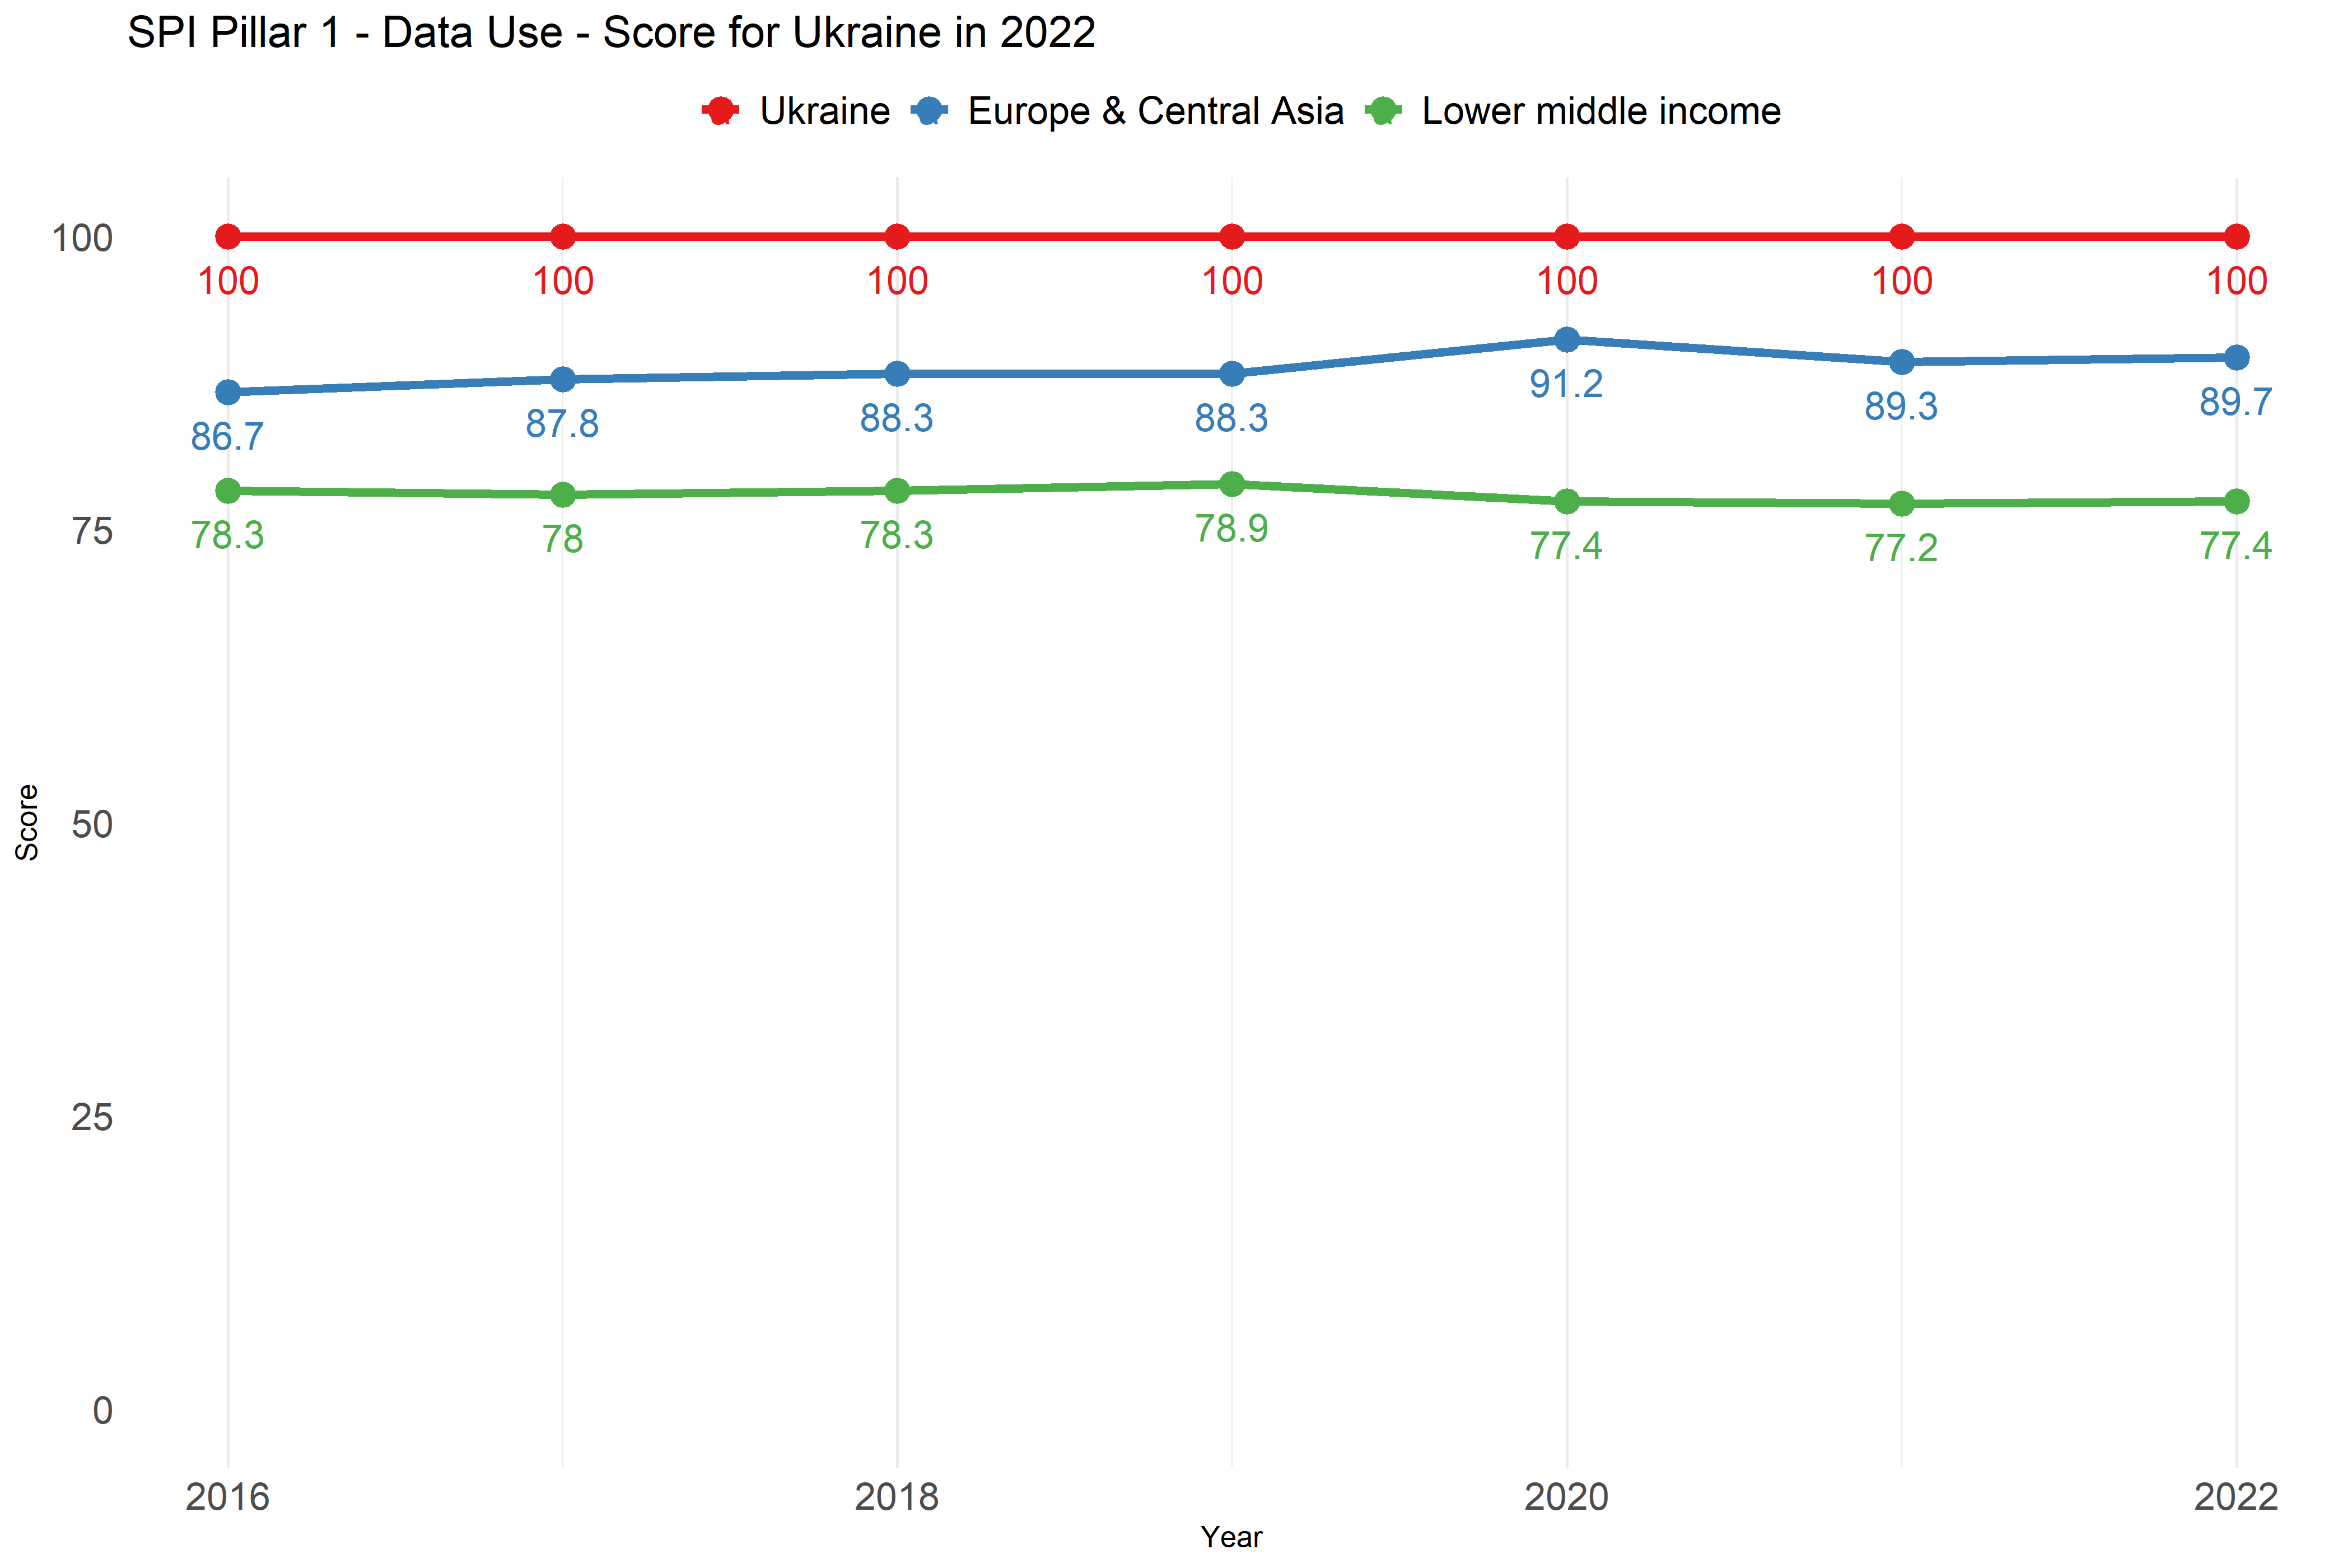 SPI Pillar 1 - Data Use - Score for Ukraine in 2022
Ukraine Europe & Central Asia Lower middle income
100
75
50
25
0
Score
100 100 100 100 100 100 100
86.7 87.8 88.3 88.3 91.2 89.3 89.7
78.3 78 78.3 78.9 77.4 77.2 77.4
2016 2018 2020 2022
Year